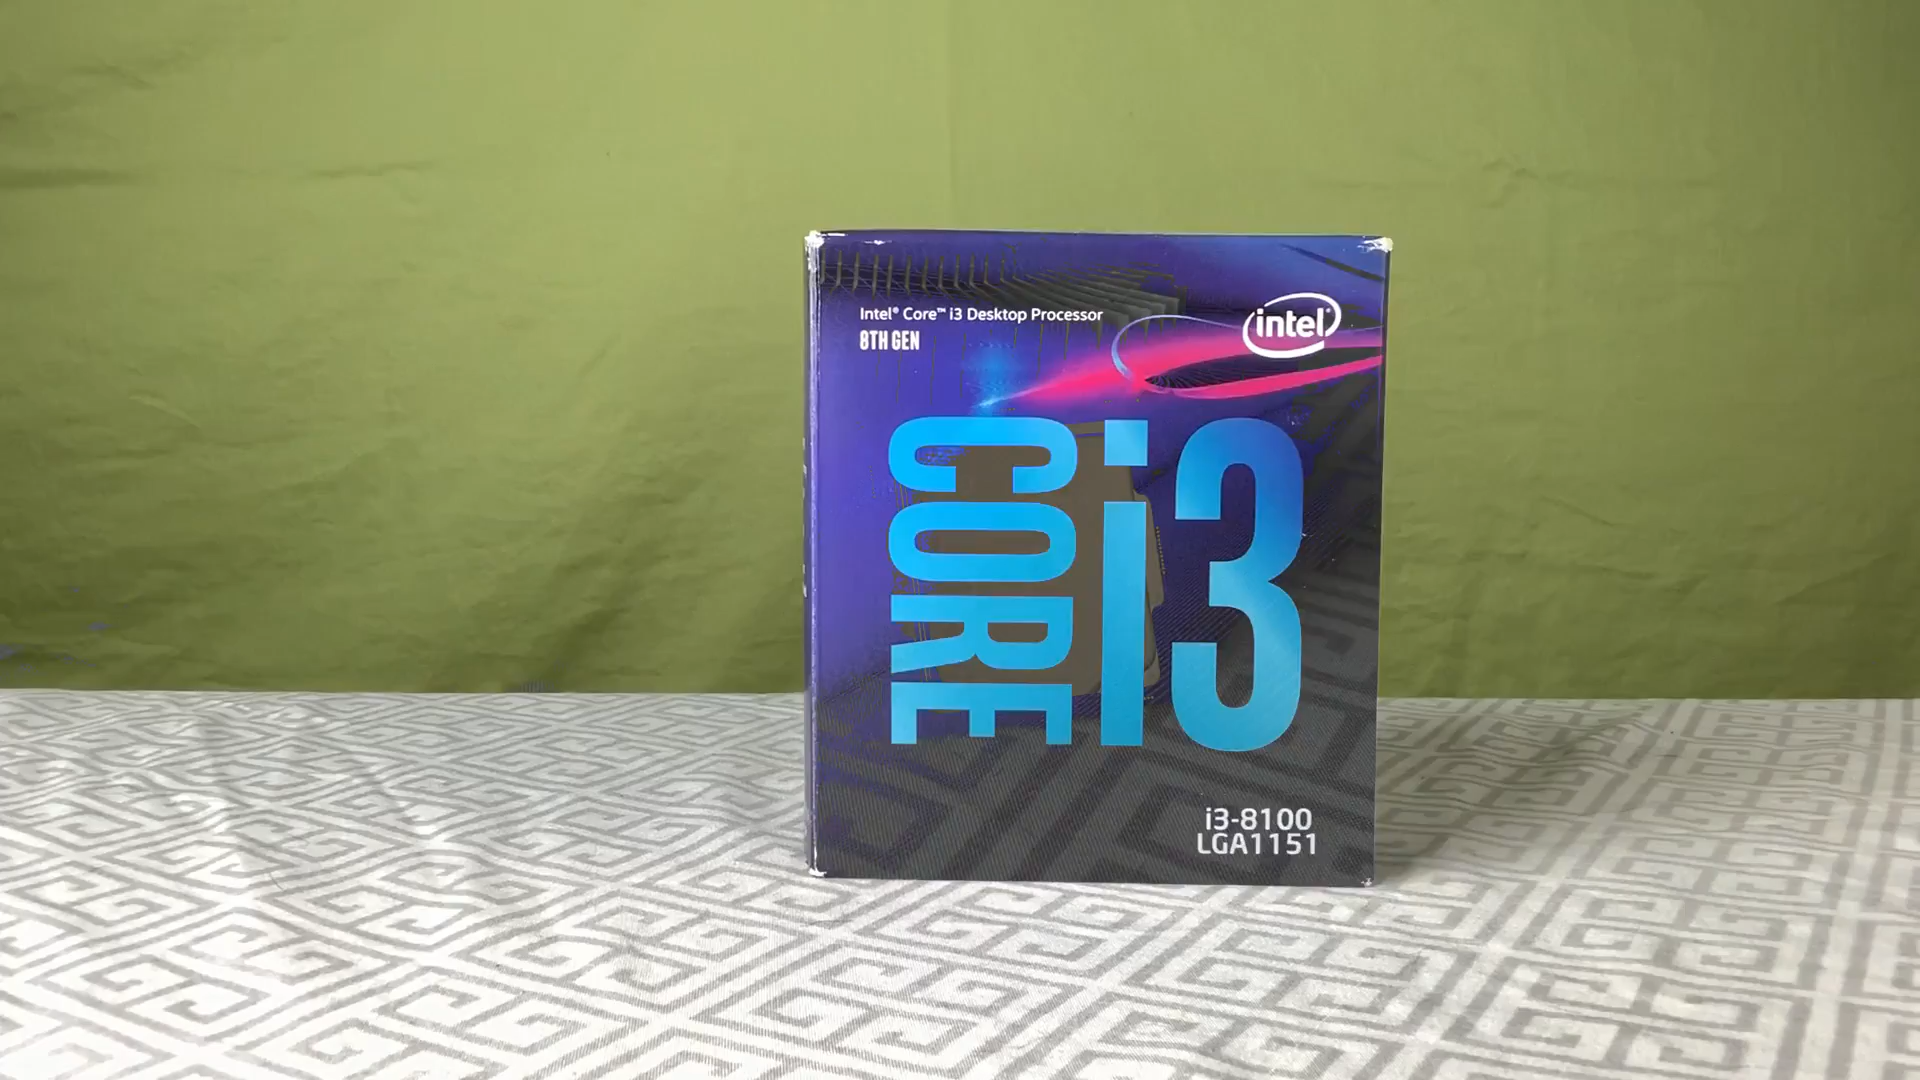 Intel® Core™ i3 Desktop Processor
8TH GEN
intel®
CORE
i3
i3-8100
LGA1151